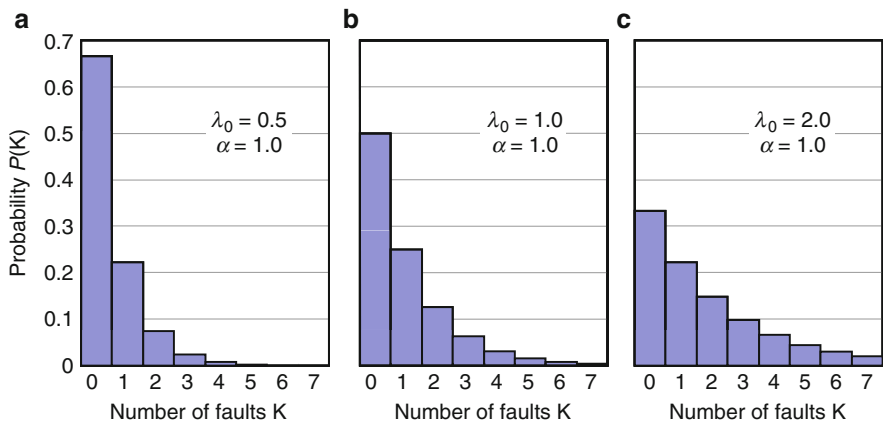 a
b
c
Probability P(K)
0.7
0.6
0.5
0.4
0.3
0.2
0.1
0
λ0 = 0.5
α = 1.0
λ0 = 1.0
α = 1.0
λ0 = 2.0
α = 1.0
0 1 2 3 4 5 6 7
0 1 2 3 4 5 6 7
0 1 2 3 4 5 6 7
Number of faults K
Number of faults K
Number of faults K